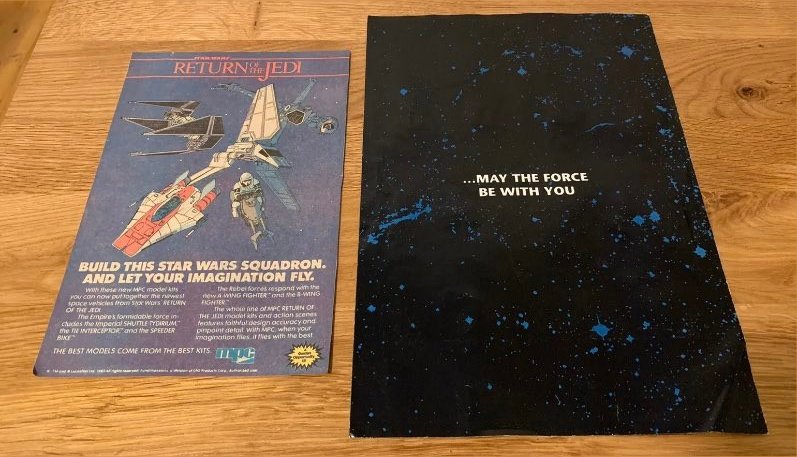 STAR WARS
RETURN OF THE JEDI
BUILD THIS STAR WARS SQUADRON.
AND LET YOUR IMAGINATION FLY.
With these new MPC model kits
you can now put together the newest
space vehicles from Star Wars RETURN
OF THE JEDI.
The Empire's formidable force in-
cludes the Imperial SHUTTLE TYDIRIUM,™
the TIE INTERCEPTOR,™ and the SPEEDER
BIKE.™
The Rebel forces respond with the
new A-WING FIGHTER™ and the B-WING
FIGHTER.™
The whole line of MPC RETURN OF
THE JEDI model kits and action scenes
features faithful design accuracy and
pinpoint detail. With MPC, when your
imagination flies, it flies with the best.
THE BEST MODELS COME FROM THE BEST KITS.
mpc
...MAY THE FORCE
BE WITH YOU